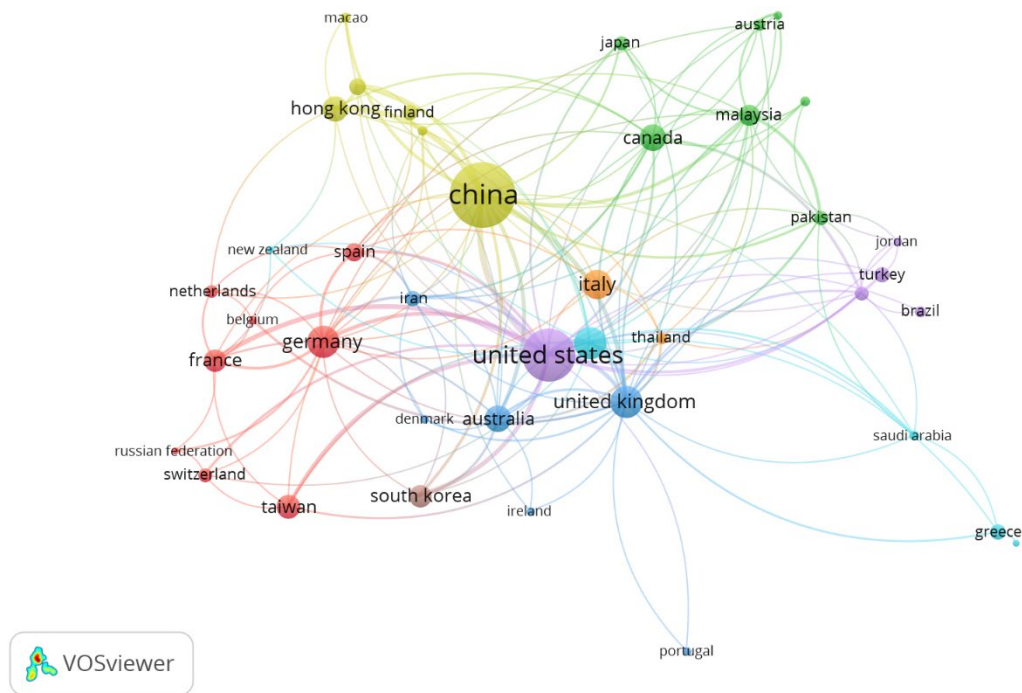 macao
austria
japan
hong kong
finland
malaysia
canada
china
pakistan
jordan
new zealand
spain
turkey
netherlands
iran
italy
brazil
belgium
thailand
germany
france
united states
united kingdom
denmark
australia
saudi arabia
russian federation
switzerland
south korea
taiwan
ireland
greece
portugal
VOSviewer